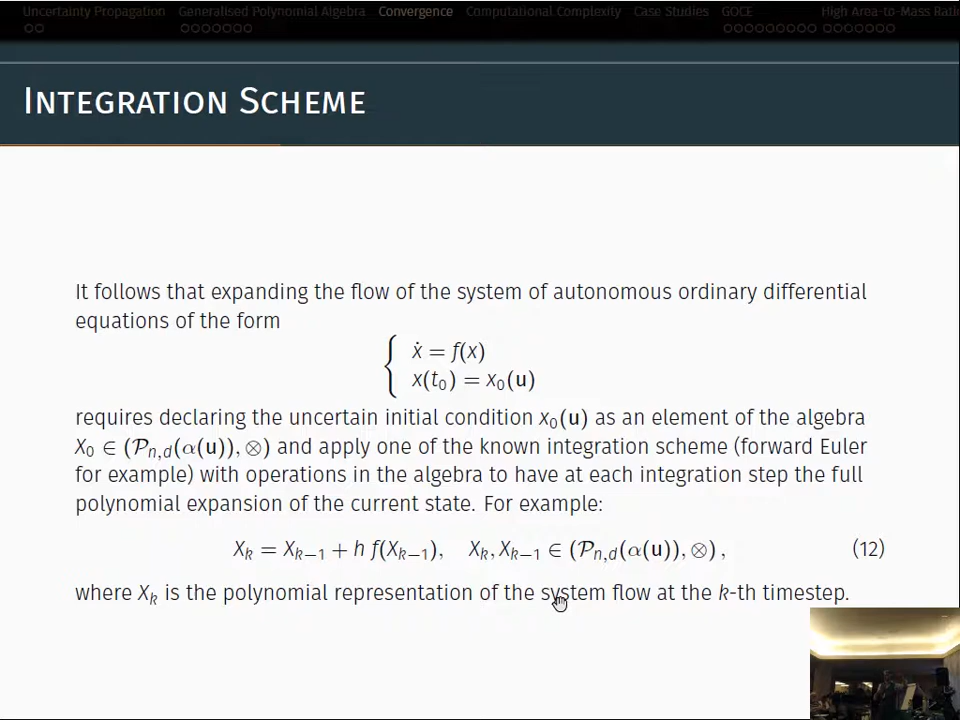 Uncertainty Propagation Generalised Polynomial Algebra Convergence Computational Complexity Case Studies GOCE High Area-to-Mass Ratio
INTEGRATION SCHEME
It follows that expanding the flow of the system of autonomous ordinary differential
equations of the form
ẋ = f(x)
x(t₀) = x₀(u)
requires declaring the uncertain initial condition x₀(u) as an element of the algebra
X₀ ∈ (𝒫ₙ,d(α(u)), ⊗) and apply one of the known integration scheme (forward Euler
for example) with operations in the algebra to have at each integration step the full
polynomial expansion of the current state. For example:
Xₖ = Xₖ₋₁ + h f(Xₖ₋₁), Xₖ, Xₖ₋₁ ∈ (𝒫ₙ,d(α(u)), ⊗) , (12)
where Xₖ is the polynomial representation of the system flow at the k-th timestep.